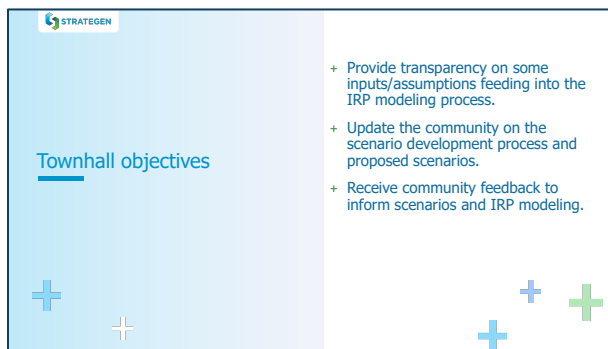 STRATEGEN
Townhall objectives
+ Provide transparency on some
inputs/assumptions feeding into the
IRP modeling process.
+ Update the community on the
scenario development process and
proposed scenarios.
+ Receive community feedback to
inform scenarios and IRP modeling.